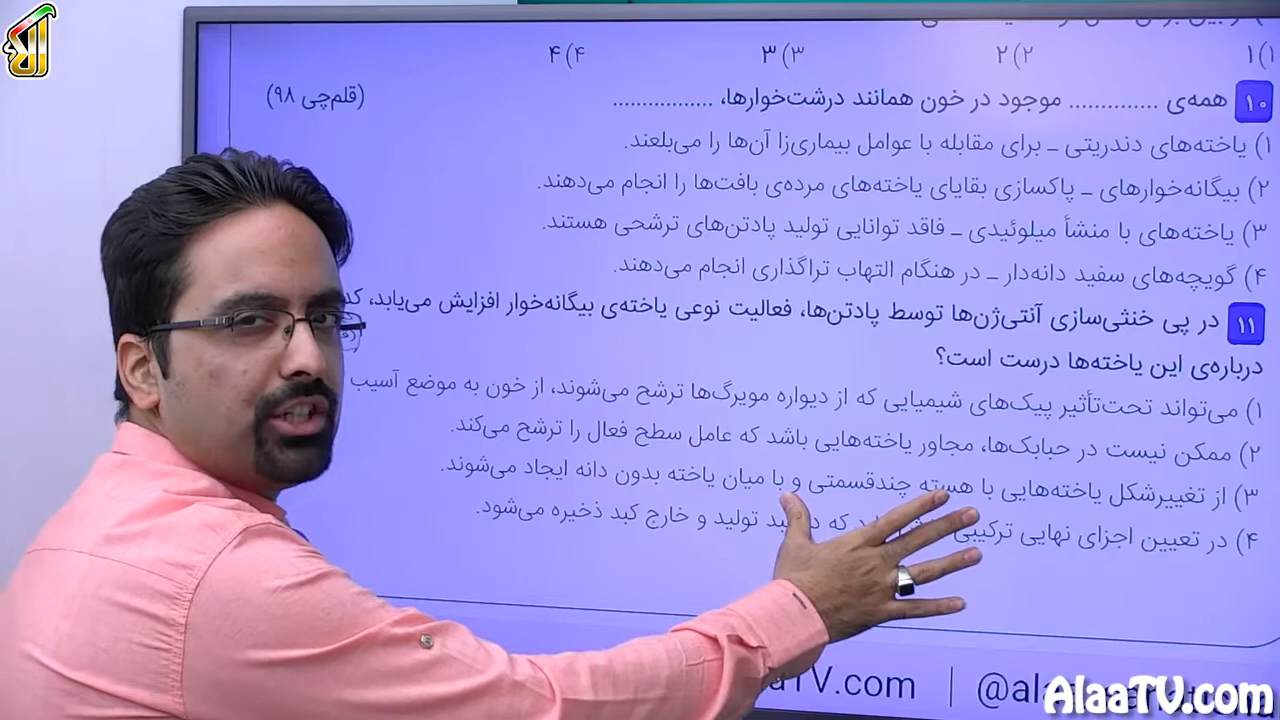 ۱) ۱ ۲) ۲ ۳) ۳ ۴) ۴
۱۰ همه‌ی .............. موجود در خون همانند درشت‌خوارها، ................. (قلم‌چی ۹۸)
۱) یاخته‌های دندریتی ـ برای مقابله با عوامل بیماری‌زا آن‌ها را می‌بلعند.
۲) بیگانه‌خوارهای ـ پاکسازی بقایای یاخته‌های مرده‌ی بافت‌ها را انجام می‌دهند.
۳) یاخته‌های با منشأ میلوئیدی ـ فاقد توانایی تولید پادتن‌های ترشحی هستند.
۴) گویچه‌های سفید دانه‌دار ـ در هنگام التهاب تراگذاری انجام می‌دهند.
۱۱ در پی خنثی‌سازی آنتی‌ژن‌ها توسط پادتن‌ها، فعالیت نوعی یاخته‌ی بیگانه‌خوار افزایش می‌یابد، کد
درباره‌ی این یاخته‌ها درست است؟
۱) می‌تواند تحت‌تأثیر پیک‌های شیمیایی که از دیواره مویرگ‌ها ترشح می‌شوند، از خون به موضع آسیب
۲) ممکن نیست در حبابک‌ها، مجاور یاخته‌هایی باشد که عامل سطح فعال را ترشح می‌کند.
۳) از تغییرشکل یاخته‌هایی با هسته چندقسمتی و با میان یاخته بدون دانه ایجاد می‌شوند.
۴) در تعیین اجزای نهایی ترکیبی که تولید و خارج کبد ذخیره می‌شود.
aTV.com | @alaa
AlaaTV.com